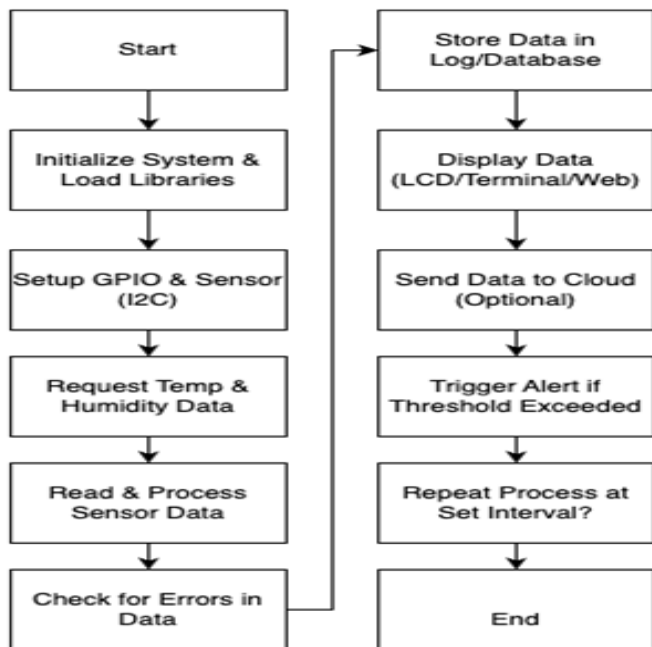 Start
Initialize System &
Load Libraries
Setup GPIO & Sensor
(I2C)
Request Temp &
Humidity Data
Read & Process
Sensor Data
Check for Errors in
Data
Store Data in
Log/Database
Display Data
(LCD/Terminal/Web)
Send Data to Cloud
(Optional)
Trigger Alert if
Threshold Exceeded
Repeat Process at
Set Interval?
End